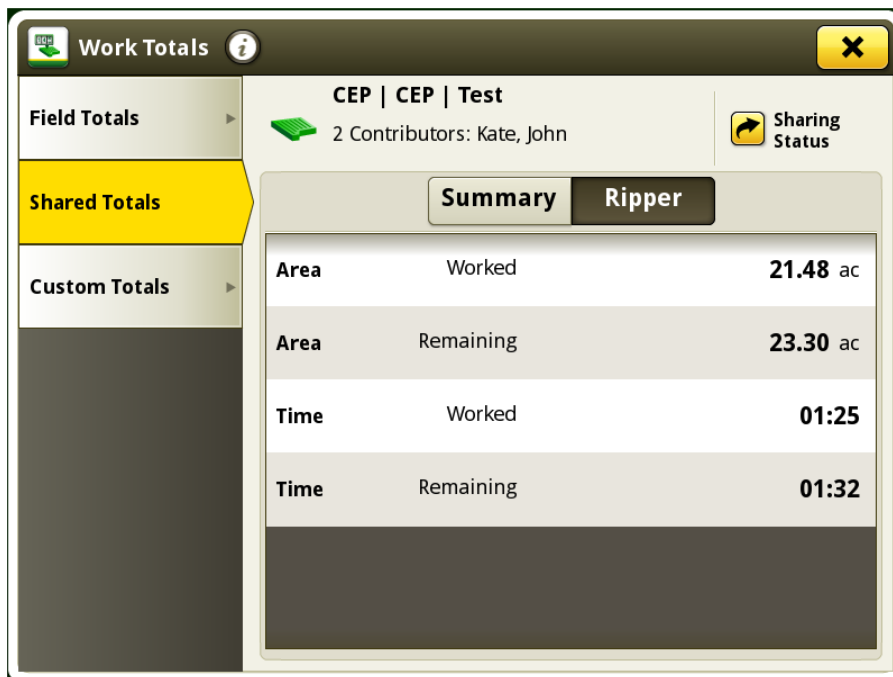 Work Totals i
Field Totals
Shared Totals
Custom Totals
CEP | CEP | Test
2 Contributors: Kate, John
Sharing
Status
Summary Ripper
Area Worked 21.48 ac
Area Remaining 23.30 ac
Time Worked 01:25
Time Remaining 01:32